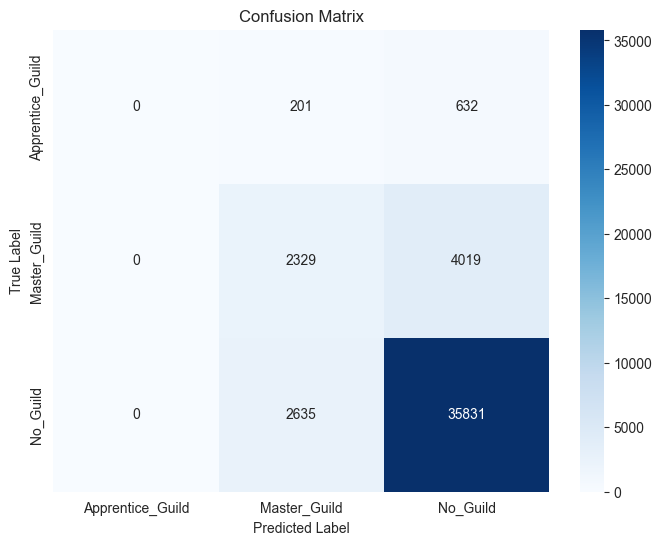 Confusion Matrix
True Label
Apprentice_Guild
0 201 632
Master_Guild
0 2329 4019
No_Guild
0 2635 35831
Apprentice_Guild Master_Guild No_Guild
Predicted Label
35000
30000
25000
20000
15000
10000
5000
0